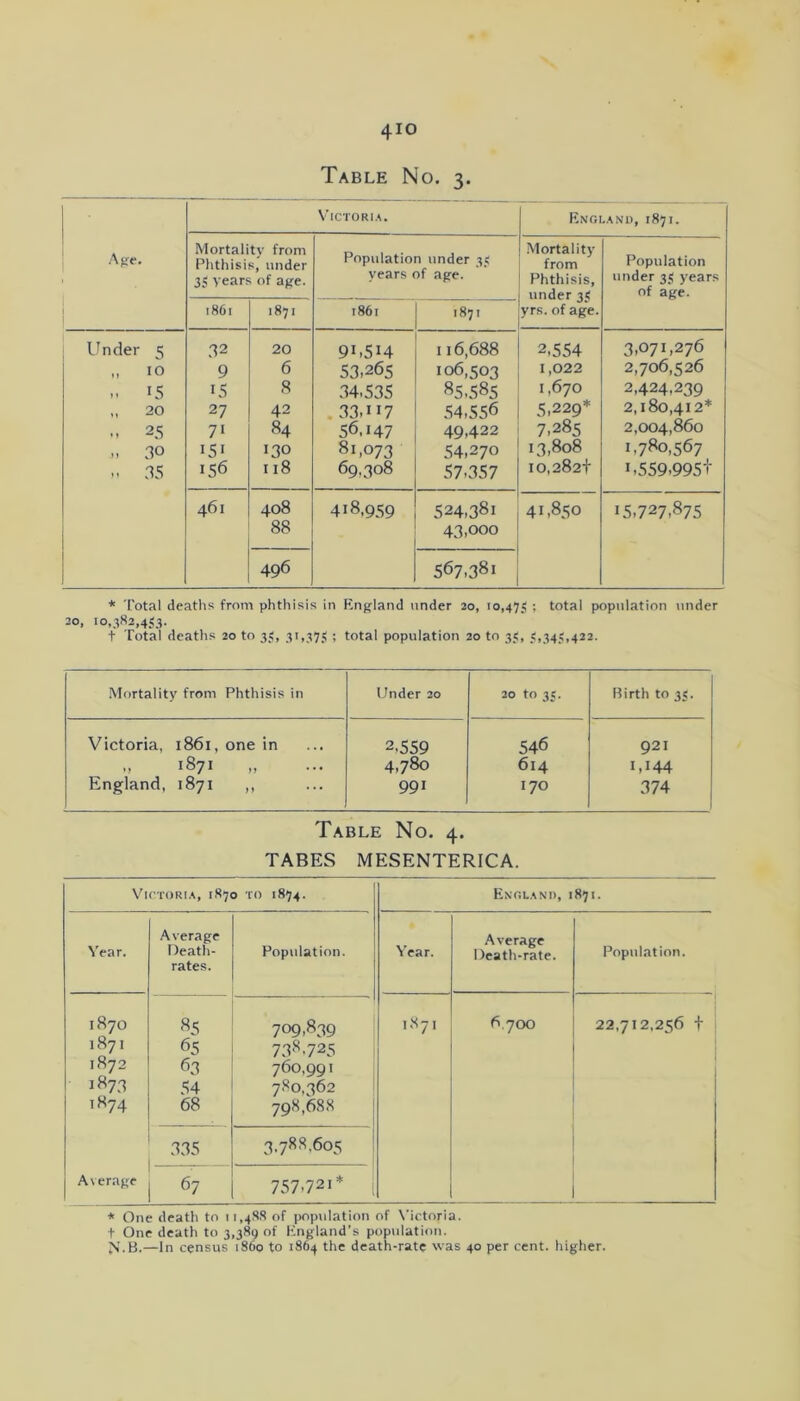 410
Table No. 3.
Age. Victoria. England, 1871.
Mortality from Phthisis, under 35 years of age. Population under 35 years of age. Mortality from Phthisis, under 35 yrs. of age. Population under 35 years of age.
1861 1871 1861 1871
Under 5 32 20 91,514 116,688 2,554 3,071,276
,, 10 9 6 53,265 106,503 1,022 2,706,526
,, 15 15 8 34,535 85,585 1,670 2,424,239
,, 20 27 42 33,117 54,556 5,229* 2,180,412*
,, 25 71 84 56,147 49,422 7,285 2,004,860
,, 30 151 130 81,073 54,270 13,808 1,780,567
,, 35 156 118 69,308 57,357 10,282† 1,559,995†
461 408 418,959 524,381 41,850 15,727,875
88 43,000
496 567,381
* Total deaths from phthisis in England under 20, 10,475 ; total population under
20, 10,382,453.
† Total deaths 20 to 35, 31,375 ; total population 20 to 35, 5,345,422.
Mortality from Phthisis in Under 20 20 to 35. Birth to 35.
Victoria, 1861, one in ... 2,559 546 921
,, 1871 ,, ... 4,780 614 1,144
England, 1871 ,, ... 991 170 374
Table No. 4.
TABES MESENTERICA.
Victoria, 1870 to 1874. England, 1871.
Year. Average Death-rates. Population. Year. Average Death-rate. Population.
1870 85 709,839 1871 6.700 22,712,256 †
1871 65 738,725
1872 63 760,991
1873 54 780,362
1874 68 798,688
335 3,788,605
Average 67 757,721*
* One death to 11,488 of population of Victoria.
† One death to 3,389 of England's population.
N.B.—In census 1860 to 1864 the death-rate was 40 per cent. higher.